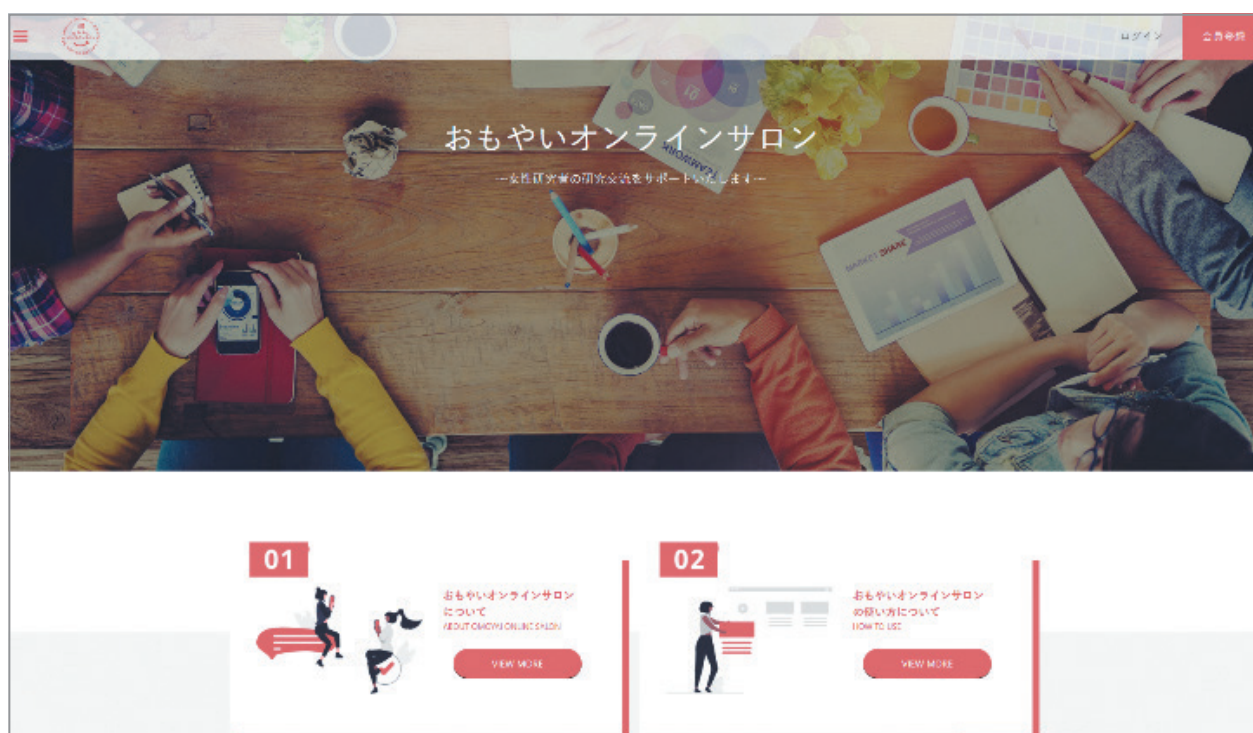 ログイン
会員登録
おもやいオンラインサロン
~女性研究者の研究交流をサポートいたします~
TEAMWORK
01
MARKET SHARE
01
おもやいオンラインサロン
について
ABOUT OMOYAI ONLINE SALON
VIEW MORE
02
おもやいオンラインサロン
の使い方について
HOW TO USE
VIEW MORE